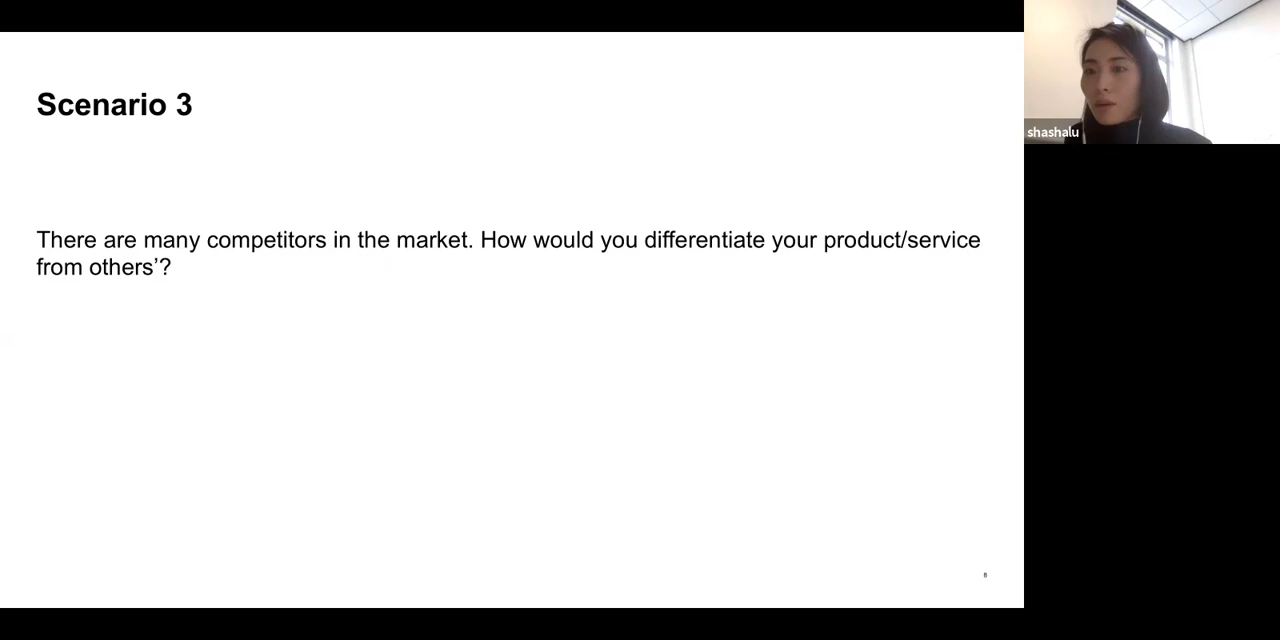 Scenario 3
There are many competitors in the market. How would you differentiate your product/service
from others’?
8
shashalu